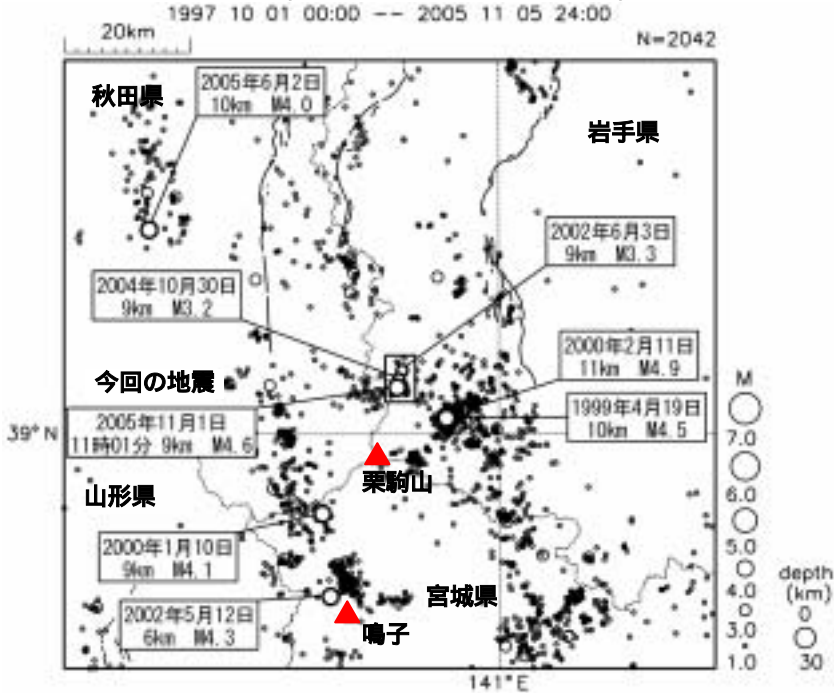 1997 10 01 00:00 -- 2005 11 05 24:00
20km
N=2042
秋田県
2005年6月2日
10km M4.0
岩手県
2002年6月3日
9km M3.3
2004年10月30日
9km M3.2
2000年2月11日
11km M4.9
今回の地震
1999年4月19日
10km M4.5
39°N
2005年11月1日
11時01分 9km M4.6
栗駒山
山形県
2000年1月10日
9km M4.1
宮城県
2002年5月12日
6km M4.3
鳴子
141°E
M
7.0
6.0
5.0
4.0
3.0
1.0
depth
(km)
0
30